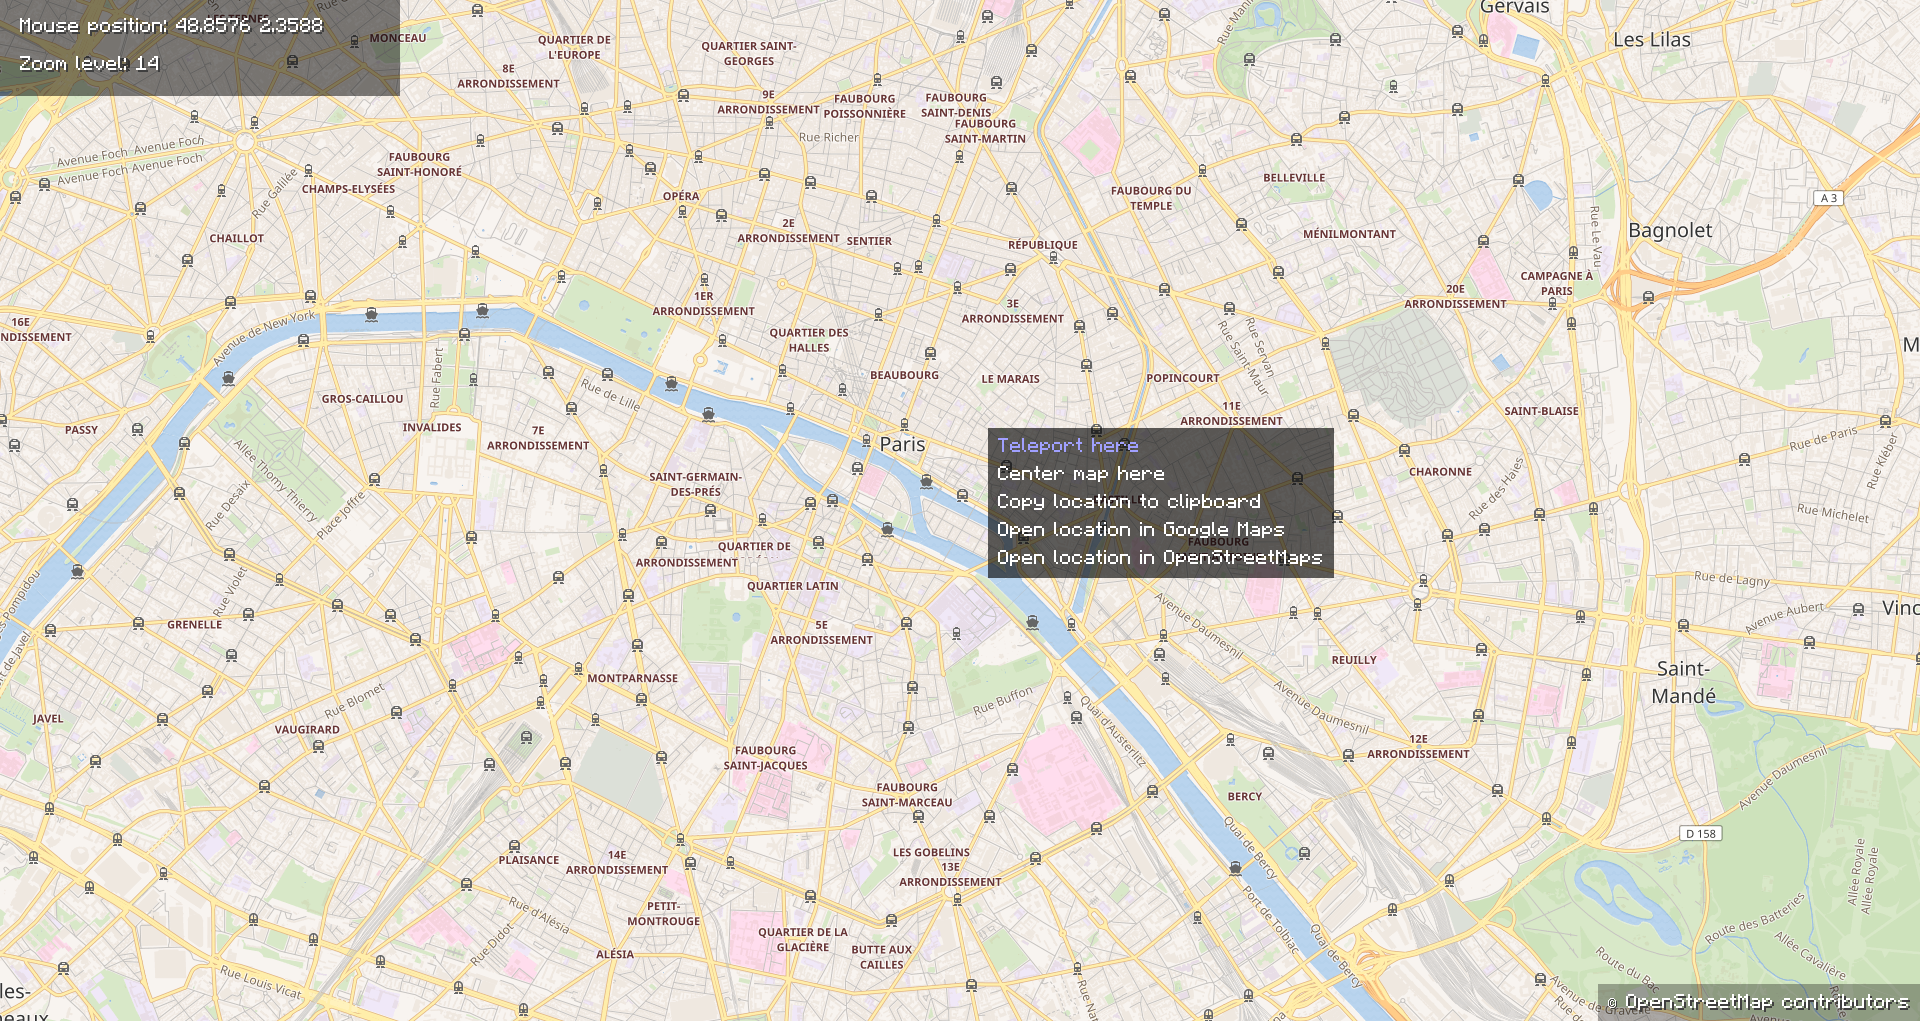 Mouse position: 48.8576 2.3588
Zoom level: 14
MONCEAU
QUARTIER DE
L'EUROPE
QUARTIER SAINT-
GEORGES
8E
ARRONDISSEMENT
9E
ARRONDISSEMENT
FAUBOURG
POISSONNIÈRE
FAUBOURG
SAINT-DENIS
FAUBOURG
SAINT-MARTIN
Rue Richer
Gervais
Les Lilas
Rue Manin
Avenue Foch Avenue Foch
Avenue Foch Avenue Foch
FAUBOURG
SAINT-HONORÉ
CHAMPS-ELYSÉES
Rue Galilée
OPÉRA
FAUBOURG DU
TEMPLE
BELLEVILLE
A 3
CHAILLOT
2E
ARRONDISSEMENT
SENTIER
RÉPUBLIQUE
MÉNILMONTANT
Rue Le Vau
Bagnolet
CAMPAGNE À
PARIS
20E
ARRONDISSEMENT
1ER
ARRONDISSEMENT
3E
ARRONDISSEMENT
16E
NDISSEMENT
Avenue de New York
QUARTIER DES
HALLES
Rue Servan
Rue Saint-Maur
BEAUBOURG
LE MARAIS
POPINCOURT
Rue Fabert
Rue de Lille
GROS-CAILLOU
11E
ARRONDISSEMENT
SAINT-BLAISE
PASSY
INVALIDES
7E
ARRONDISSEMENT
Paris
Rue de Paris
Rue Kléber
Teleport here
Center map here
Copy location to clipboard
Open location in Google Maps
Open location in OpenStreetMaps
FAUBOURG
Allée Thomy Thierry
SAINT-GERMAIN-
DES-PRÉS
CHARONNE
Rue des Haies
Rue Desaix
Place Joffre
Rue Michelet
QUARTIER DE
ARRONDISSEMENT
QUARTIER LATIN
Rue de Lagny
Avenue Aubert
Vinc
Rue Violet
GRENELLE
5E
ARRONDISSEMENT
Avenue Daumesnil
REUILLY
Saint-
Mandé
MONTPARNASSE
Rue Blomet
Rue Buffon
Avenue Daumesnil
JAVEL
VAUGIRARD
Quai d'Austerlitz
12E
ARRONDISSEMENT
FAUBOURG
SAINT-JACQUES
Avenue Daumesnil
FAUBOURG
SAINT-MARCEAU
BERCY
D 158
Quai de Bercy
PLAISANCE
14E
ARRONDISSEMENT
LES GOBELINS
13E
ARRONDISSEMENT
Allée Royale
Allée Royale
Rue d'Alésia
PETIT-
MONTROUGE
Port de Tolbiac
Rue Didot
QUARTIER DE LA
GLACIÈRE
BUTTE AUX
CAILLES
ALÉSIA
Quai de Bercy
Route des Batteries
Allée Cavalière
Rue du Bac
Rue Louis Vicat
© OpenStreetMap contributors